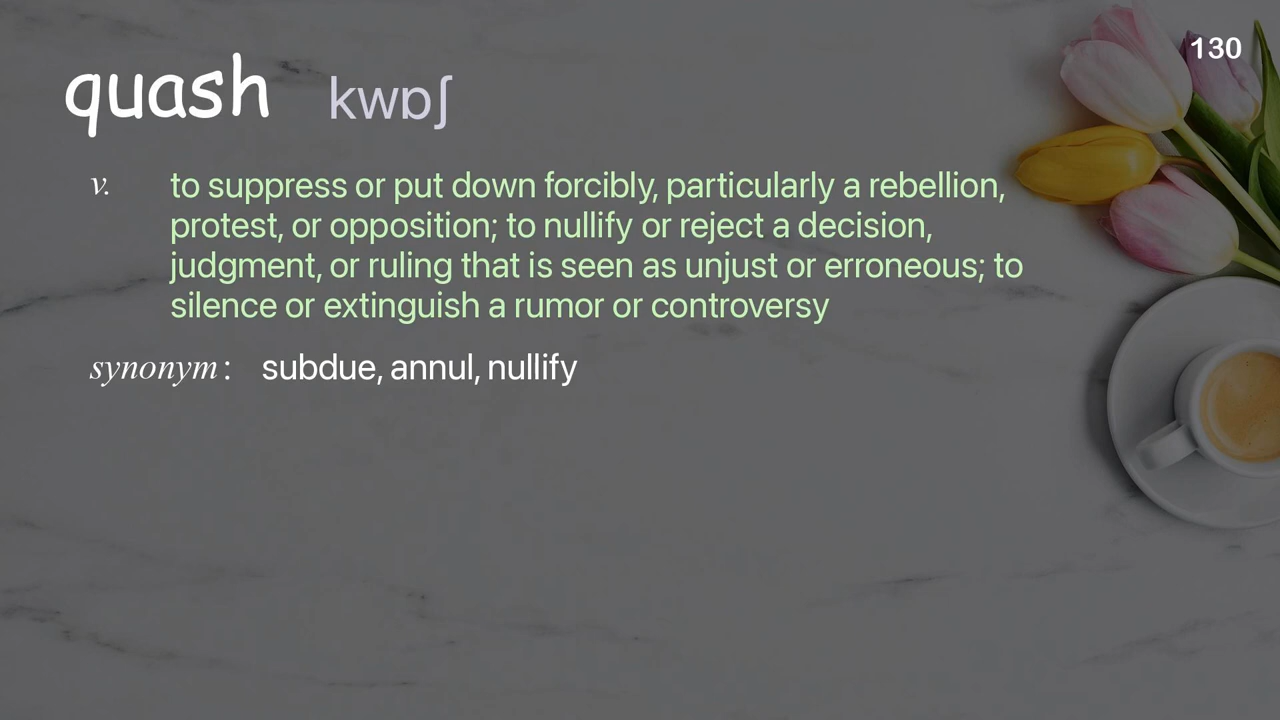 130
quash kwɒʃ
v. to suppress or put down forcibly, particularly a rebellion,
protest, or opposition; to nullify or reject a decision,
judgment, or ruling that is seen as unjust or erroneous; to
silence or extinguish a rumor or controversy
synonym: subdue, annul, nullify